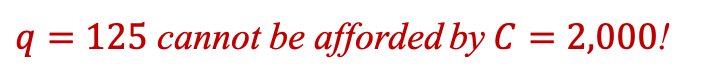 q = 125 cannot be afforded by C = 2,000!